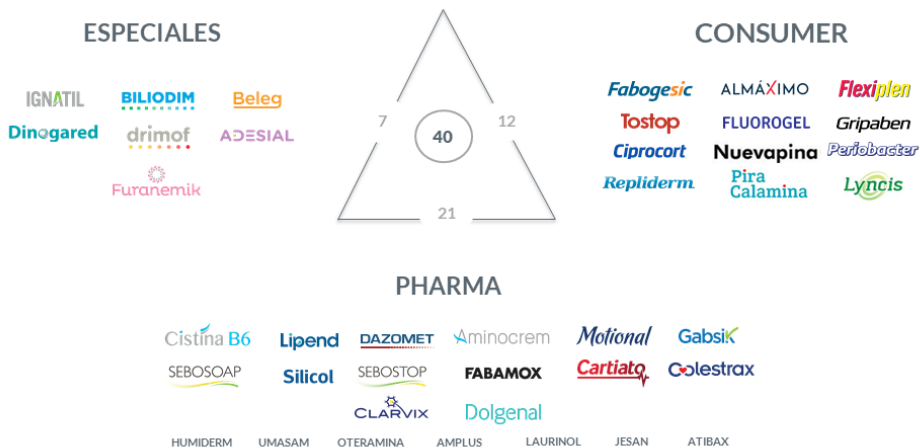 ESPECIALES
IGNATIL BILIODIM Beleg
Dinogared drimof ADESIAL
Furanemik
7 40 12
21
CONSUMER
Fabogesic ALMÁXIMO Flexiplen
Tostop FLUOROGEL Gripaben
Ciprocort Nuevapina Periobacter
Repliderm Pira Calamina Lyncis
PHARMA
Cistina B6 Lipend DAZOMET Aminocrem Motional Gabsik
SEBOSOAP Silicol SEBOSTOP FABAMOX Cartiato Colestrax
CLARVIX Dolgenal
HUMIDERM UMASAM OTERAMINA AMPLUS LAURINOL JESAN ATIBAX